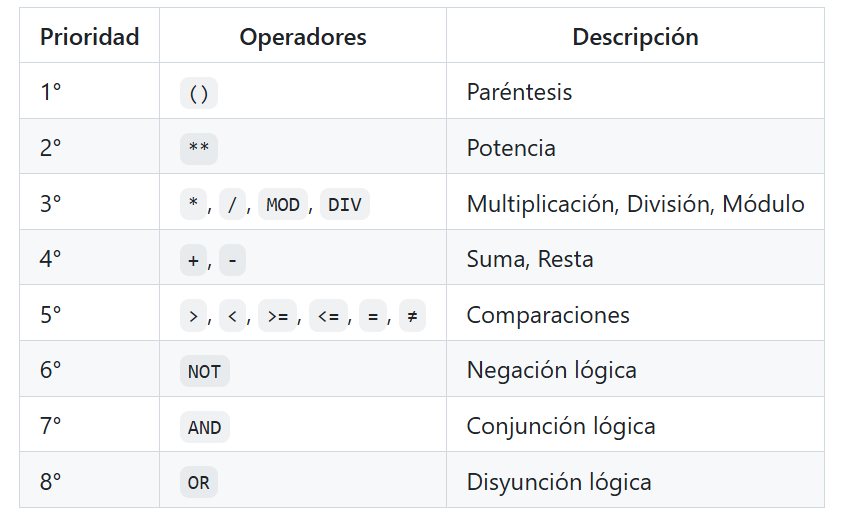 Prioridad Operadores Descripción
1° () Paréntesis
2° ** Potencia
3° *, /, MOD, DIV Multiplicación, División, Módulo
4° +, - Suma, Resta
5° >, <, >=, <=, =, ≠ Comparaciones
6° NOT Negación lógica
7° AND Conjunción lógica
8° OR Disyunción lógica